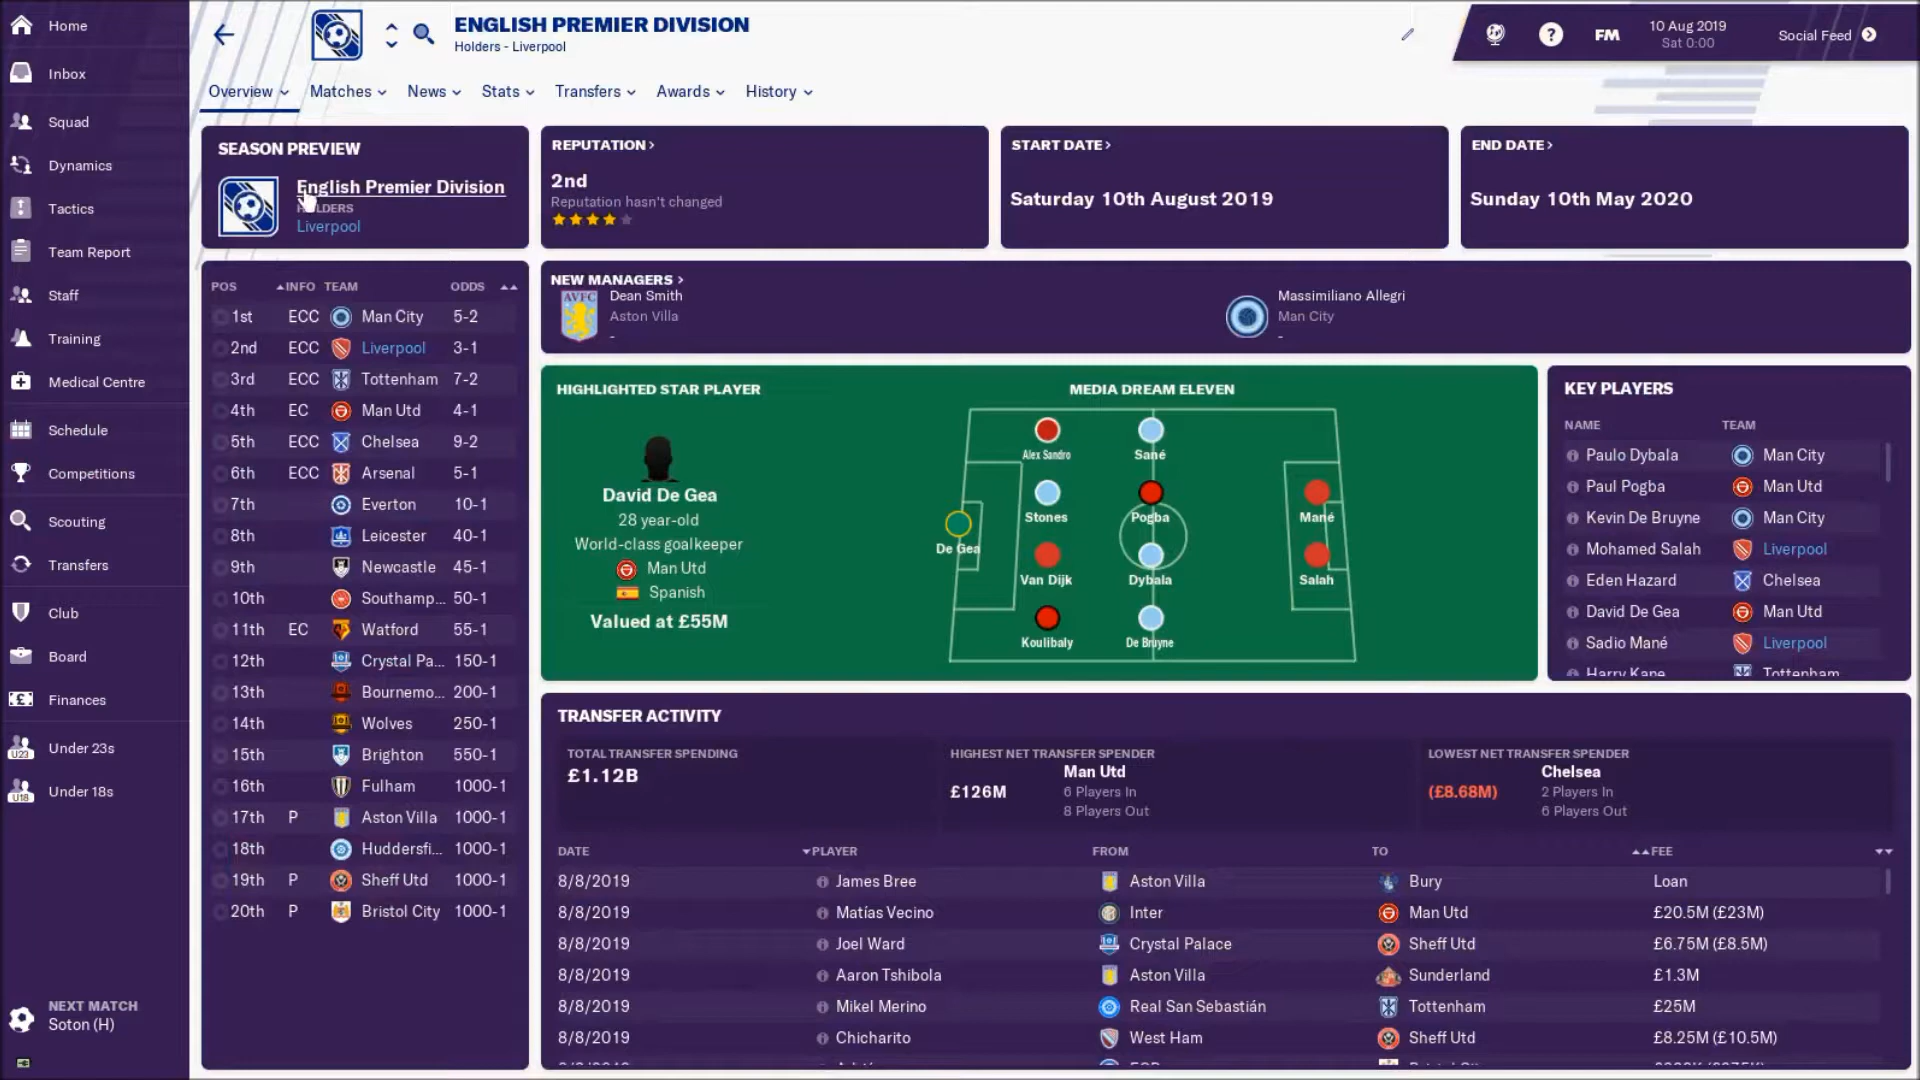 Home
Inbox
Squad
Dynamics
Tactics
Team Report
Staff
Training
Medical Centre
Schedule
Competitions
Scouting
Transfers
Club
Board
Finances
U23 Under 23s
U18 Under 18s
NEXT MATCH
Soton (H)
ENGLISH PREMIER DIVISION
Holders - Liverpool
? FM
10 Aug 2019
Sat 0:00
Social Feed
Overview Matches News Stats Transfers Awards History
SEASON PREVIEW
English Premier Division
Liverpool
REPUTATION
2nd
Reputation hasn't changed
START DATE
Saturday 10th August 2019
END DATE
Sunday 10th May 2020
POS INFO TEAM ODDS
1st ECC Man City 5-2
2nd ECC Liverpool 3-1
3rd ECC Tottenham 7-2
4th EC Man Utd 4-1
5th ECC Chelsea 9-2
6th ECC Arsenal 5-1
7th Everton 10-1
8th Leicester 40-1
9th Newcastle 45-1
10th Southamp... 50-1
11th EC Watford 55-1
12th Crystal Pa... 150-1
13th Bournemo... 200-1
14th Wolves 250-1
15th Brighton 550-1
16th Fulham 1000-1
17th P Aston Villa 1000-1
18th Huddersfi... 1000-1
19th P Sheff Utd 1000-1
20th P Bristol City 1000-1
NEW MANAGERS
AVFC
Dean Smith
Aston Villa
-
Massimiliano Allegri
Man City
-
HIGHLIGHTED STAR PLAYER
David De Gea
28 year-old
World-class goalkeeper
Man Utd
Spanish
Valued at £55M
MEDIA DREAM ELEVEN
Alex Sandro
Sané
Stones
Pogba
Mané
De Gea
Van Dijk
Dybala
Salah
Koulibaly
De Bruyne
KEY PLAYERS
NAME TEAM
Paulo Dybala Man City
Paul Pogba Man Utd
Kevin De Bruyne Man City
Mohamed Salah Liverpool
Eden Hazard Chelsea
David De Gea Man Utd
Sadio Mané Liverpool
Harry Kane Tottenham
TRANSFER ACTIVITY
TOTAL TRANSFER SPENDING
£1.12B
HIGHEST NET TRANSFER SPENDER
£126M
Man Utd
6 Players In
8 Players Out
LOWEST NET TRANSFER SPENDER
(£8.68M)
Chelsea
2 Players In
6 Players Out
DATE PLAYER FROM TO FEE
8/8/2019 James Bree Aston Villa Bury Loan
8/8/2019 Matías Vecino Inter Man Utd £20.5M (£23M)
8/8/2019 Joel Ward Crystal Palace Sheff Utd £6.75M (£8.5M)
8/8/2019 Aaron Tshibola Aston Villa Sunderland £1.3M
8/8/2019 Mikel Merino Real San Sebastián Tottenham £25M
8/8/2019 Chicharito West Ham Sheff Utd £8.25M (£10.5M)